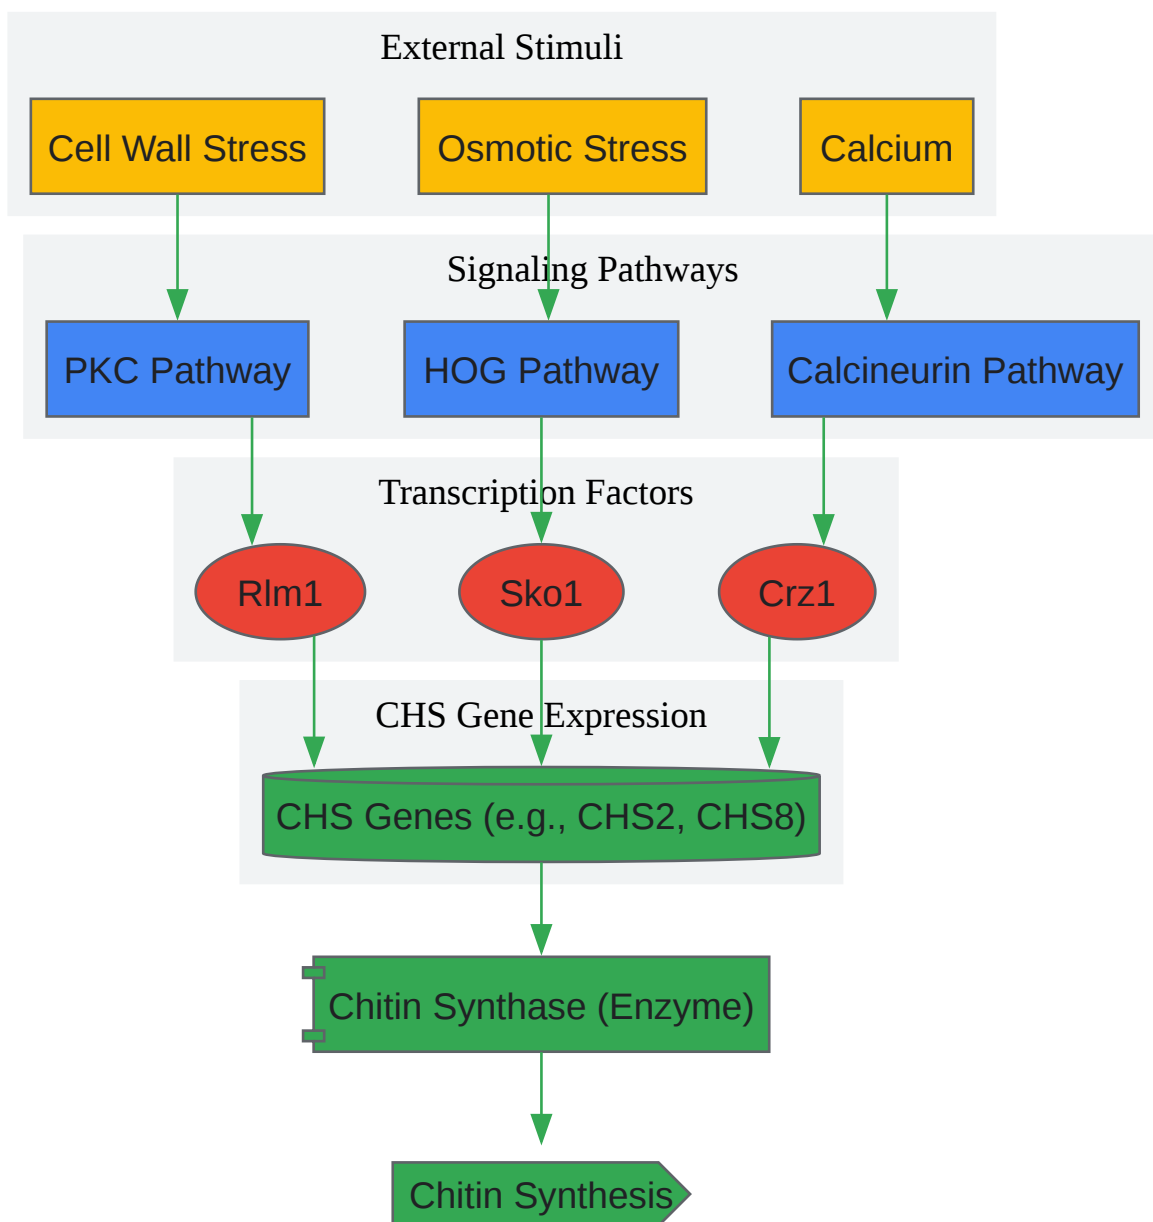 External Stimuli
Cell Wall Stress
Osmotic Stress
Calcium
Signaling Pathways
PKC Pathway
HOG Pathway
Calcineurin Pathway
Transcription Factors
Rlm1
Sko1
Crz1
CHS Gene Expression
CHS Genes (e.g., CHS2, CHS8)
Chitin Synthase (Enzyme)
Chitin Synthesis